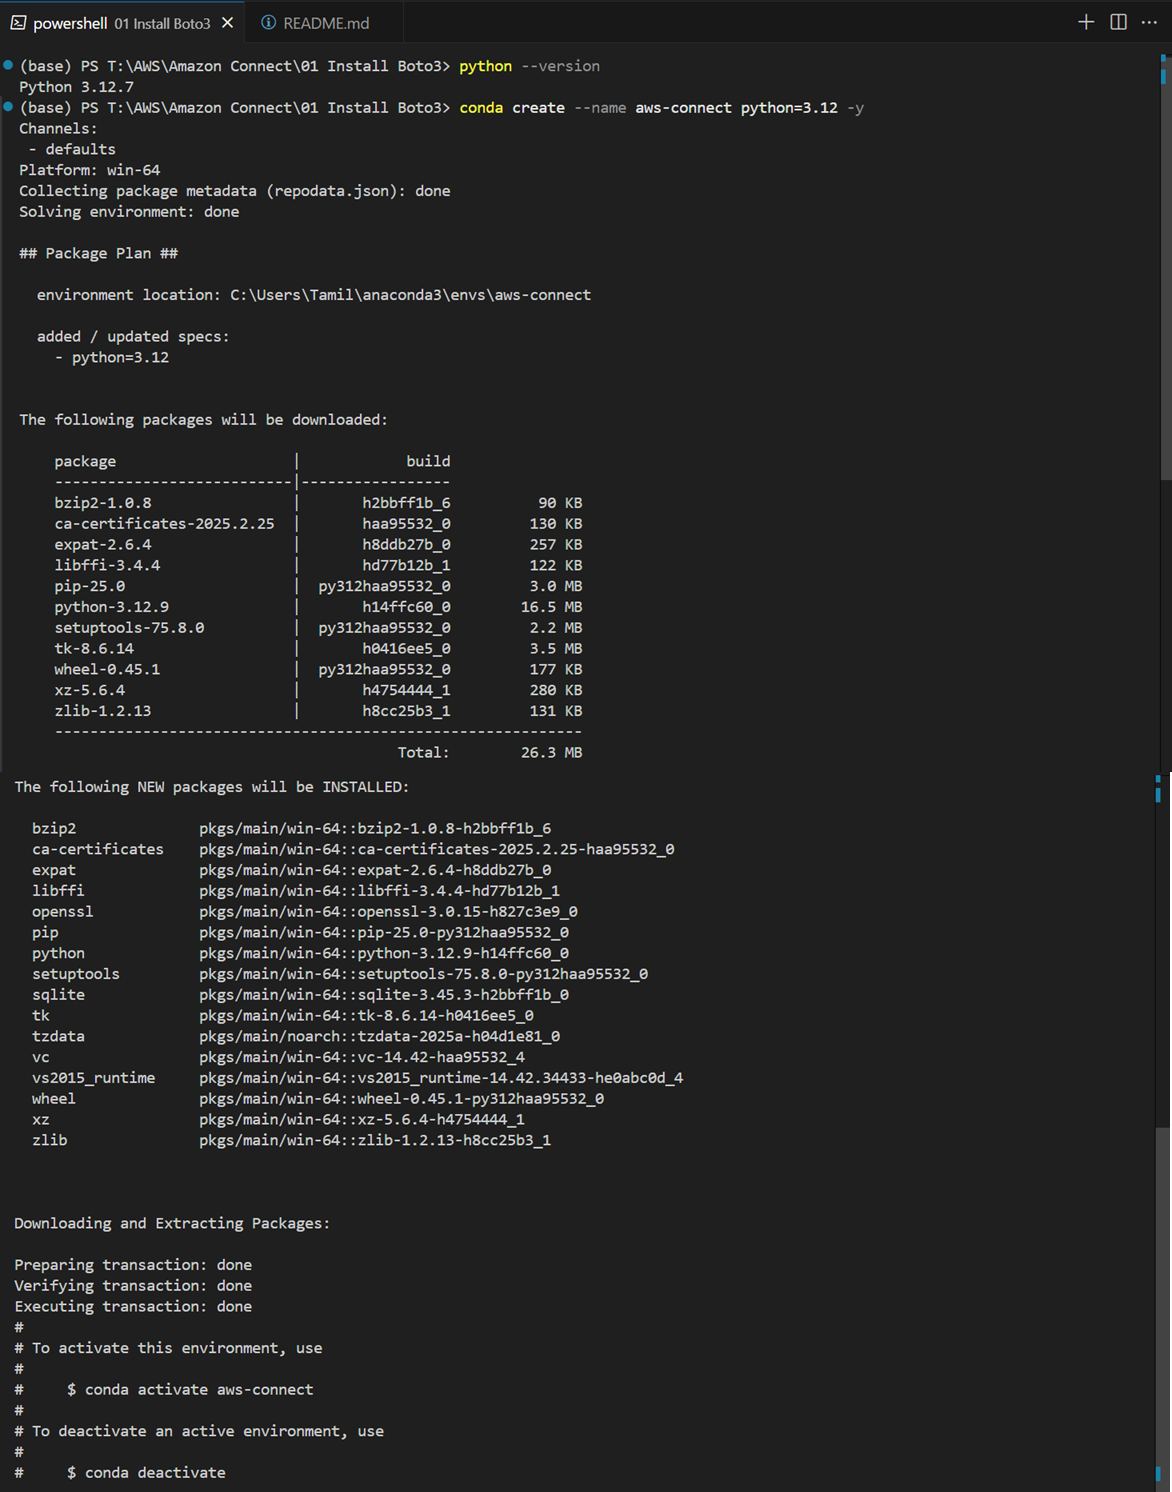 powershell 01 Install Boto3 README.md
(base) PS T:\AWS\Amazon Connect\01 Install Boto3> python --version
Python 3.12.7
(base) PS T:\AWS\Amazon Connect\01 Install Boto3> conda create --name aws-connect python=3.12 -y
Channels:
 - defaults
Platform: win-64
Collecting package metadata (repodata.json): done
Solving environment: done
## Package Plan ##
  environment location: C:\Users\Tamil\anaconda3\envs\aws-connect
  added / updated specs:
    - python=3.12
The following packages will be downloaded:
    package                    |            build
    ---------------------------|-----------------
    bzip2-1.0.8                |       h2bbff1b_6          90 KB
    ca-certificates-2025.2.25  |       haa95532_0         130 KB
    expat-2.6.4                |       h8ddb27b_0         257 KB
    libffi-3.4.4               |       hd77b12b_1         122 KB
    pip-25.0                   |  py312haa95532_0         3.0 MB
    python-3.12.9              |       h14ffc60_0        16.5 MB
    setuptools-75.8.0          |  py312haa95532_0         2.2 MB
    tk-8.6.14                  |       h0416ee5_0         3.5 MB
    wheel-0.45.1               |  py312haa95532_0         177 KB
    xz-5.6.4                   |       h4754444_1         280 KB
    zlib-1.2.13                |       h8cc25b3_1         131 KB
    ------------------------------------------------------------
                                           Total:        26.3 MB
The following NEW packages will be INSTALLED:
  bzip2              pkgs/main/win-64::bzip2-1.0.8-h2bbff1b_6
  ca-certificates    pkgs/main/win-64::ca-certificates-2025.2.25-haa95532_0
  expat              pkgs/main/win-64::expat-2.6.4-h8ddb27b_0
  libffi             pkgs/main/win-64::libffi-3.4.4-hd77b12b_1
  openssl            pkgs/main/win-64::openssl-3.0.15-h827c3e9_0
  pip                pkgs/main/win-64::pip-25.0-py312haa95532_0
  python             pkgs/main/win-64::python-3.12.9-h14ffc60_0
  setuptools         pkgs/main/win-64::setuptools-75.8.0-py312haa95532_0
  sqlite             pkgs/main/win-64::sqlite-3.45.3-h2bbff1b_0
  tk                 pkgs/main/win-64::tk-8.6.14-h0416ee5_0
  tzdata             pkgs/main/noarch::tzdata-2025a-h04d1e81_0
  vc                 pkgs/main/win-64::vc-14.42-haa95532_4
  vs2015_runtime     pkgs/main/win-64::vs2015_runtime-14.42.34433-he0abc0d_4
  wheel              pkgs/main/win-64::wheel-0.45.1-py312haa95532_0
  xz                 pkgs/main/win-64::xz-5.6.4-h4754444_1
  zlib               pkgs/main/win-64::zlib-1.2.13-h8cc25b3_1
Downloading and Extracting Packages:
Preparing transaction: done
Verifying transaction: done
Executing transaction: done
#
# To activate this environment, use
#
#     $ conda activate aws-connect
#
# To deactivate an active environment, use
#
#     $ conda deactivate